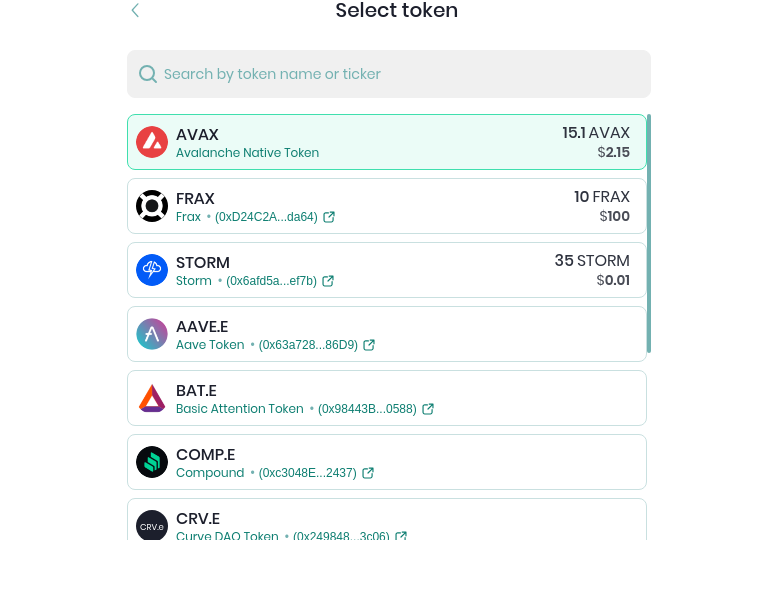 Select token
Search by token name or ticker
AVAX
15.1 AVAX
Avalanche Native Token
$2.15
FRAX
10 FRAX
Frax • (0xD24C2A...da64)
$100
STORM
35 STORM
Storm • (0x6afd5a...ef7b)
$0.01
AAVE.E
Aave Token • (0x63a728...86D9)
BAT.E
Basic Attention Token • (0x98443B...0588)
COMP.E
Compound • (0xc3048E...2437)
CRV.e
CRV.E
Curve DAO Token • (0x249848...3c06)